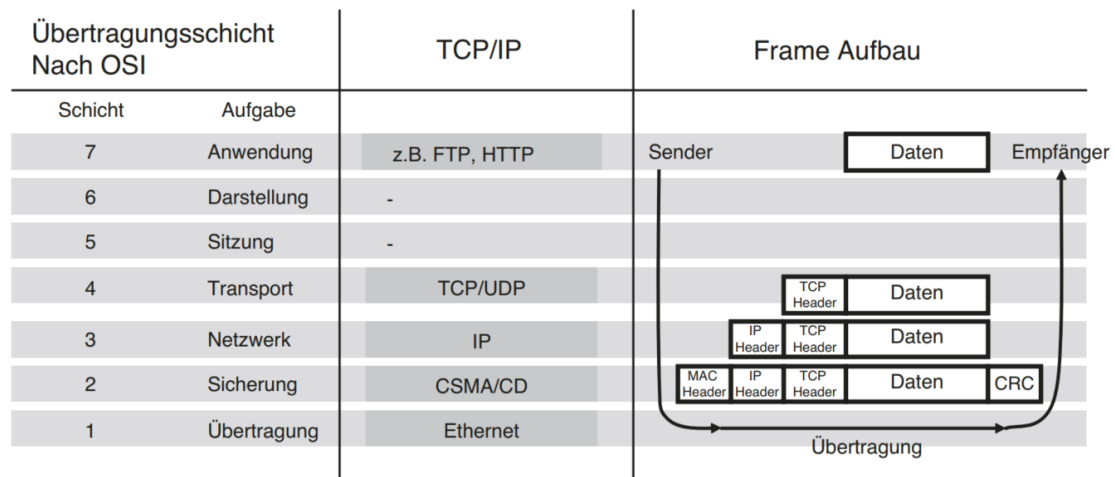 Übertragungsschicht
Nach OSI
TCP/IP
Frame Aufbau
Schicht Aufgabe
7 Anwendung z.B. FTP, HTTP Sender Daten Empfänger
6 Darstellung -
5 Sitzung -
4 Transport TCP/UDP TCP Header Daten
3 Netzwerk IP IP Header TCP Header Daten
2 Sicherung CSMA/CD MAC Header IP Header TCP Header Daten CRC
1 Übertragung Ethernet
Übertragung